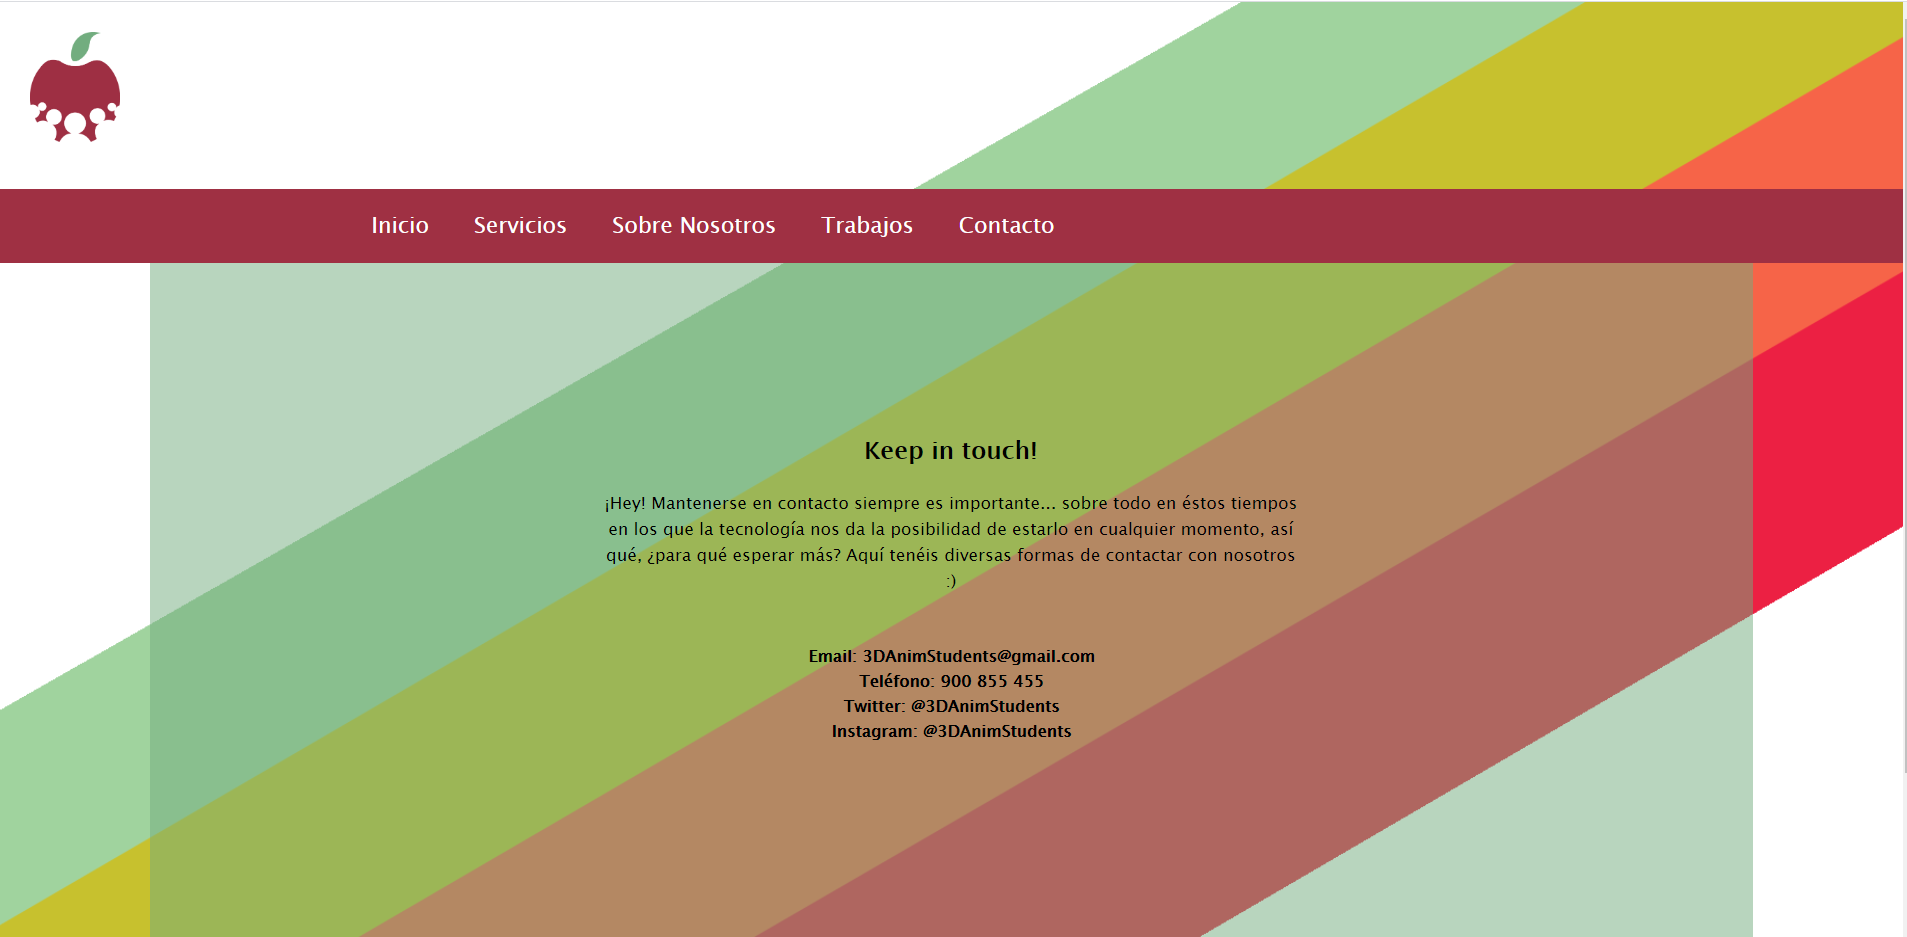 Inicio Servicios Sobre Nosotros Trabajos Contacto
Keep in touch!
¡Hey! Mantenerse en contacto siempre es importante... sobre todo en éstos tiempos
en los que la tecnología nos da la posibilidad de estarlo en cualquier momento, así
qué, ¿para qué esperar más? Aquí tenéis diversas formas de contactar con nosotros
:)
Email: 3DAnimStudents@gmail.com
Teléfono: 900 855 455
Twitter: @3DAnimStudents
Instagram: @3DAnimStudents